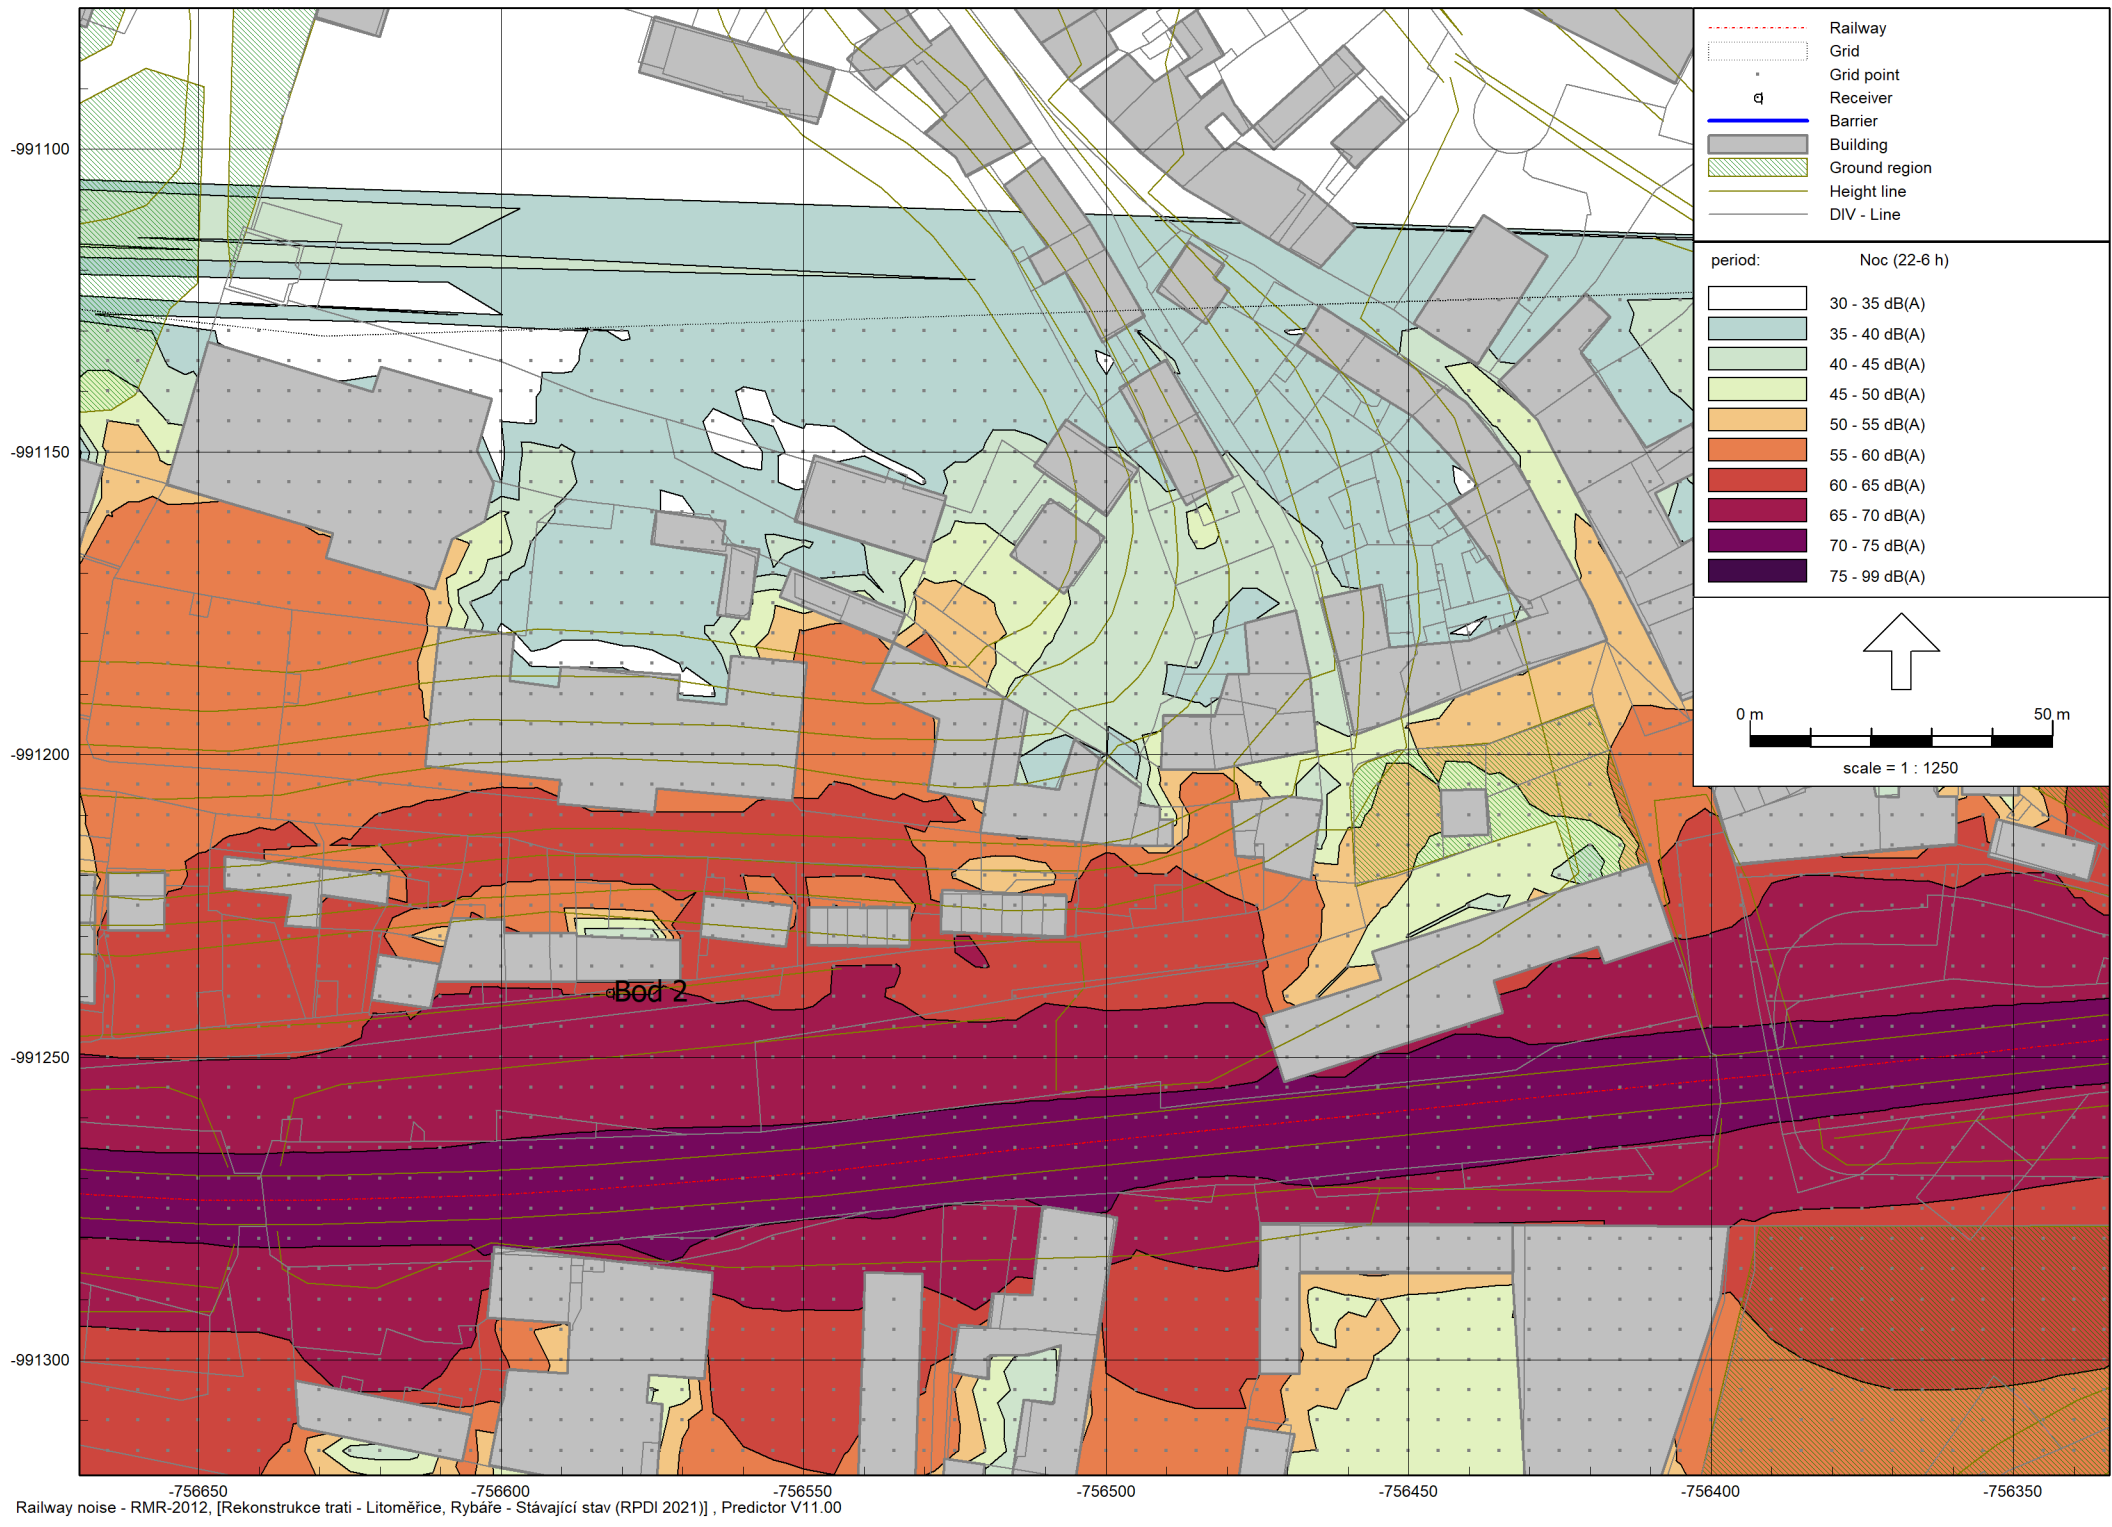 Railway
Grid
Grid point
Receiver
Barrier
Building
Ground region
Height line
DIV - Line
period: Noc (22-6 h)
30 - 35 dB(A)
35 - 40 dB(A)
40 - 45 dB(A)
45 - 50 dB(A)
50 - 55 dB(A)
55 - 60 dB(A)
60 - 65 dB(A)
65 - 70 dB(A)
70 - 75 dB(A)
75 - 99 dB(A)
0 m 50 m
scale = 1 : 1250
-991100
-991150
-991200
-991250
-991300
Bod 2
-756650 -756600 -756550 -756500 -756450 -756400 -756350
Railway noise - RMR-2012, [Rekonstrukce trati - Litoměřice, Rybáře - Stávající stav (RPDI 2021)] , Predictor V11.00